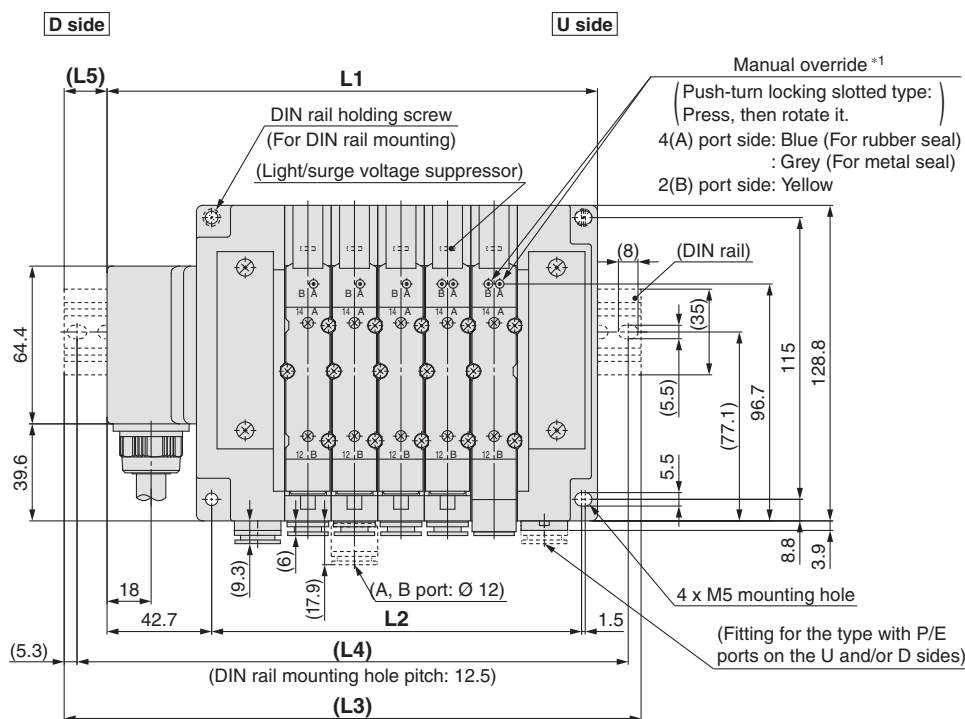 D side
U side
(L5)
L1
Manual override *1
(Push-turn locking slotted type:
Press, then rotate it.)
4(A) port side: Blue (For rubber seal)
: Grey (For metal seal)
2(B) port side: Yellow
DIN rail holding screw
(For DIN rail mounting)
(Light/surge voltage suppressor)
(8)
(DIN rail)
B A
B A
B A
B A
B A
14 A
14 A
14 A
14 A
14 A
(35)
64.4
(5.5)
(77.1)
96.7
115
128.8
12 B
12 B
12 B
12 B
12 B
39.6
5.5
8.8
3.9
(9.3)
(6)
(17.9)
(A, B port: Ø 12)
4 x M5 mounting hole
18
42.7
L2
1.5
(Fitting for the type with P/E
ports on the U and/or D sides)
(5.3)
(L4)
(DIN rail mounting hole pitch: 12.5)
(L3)